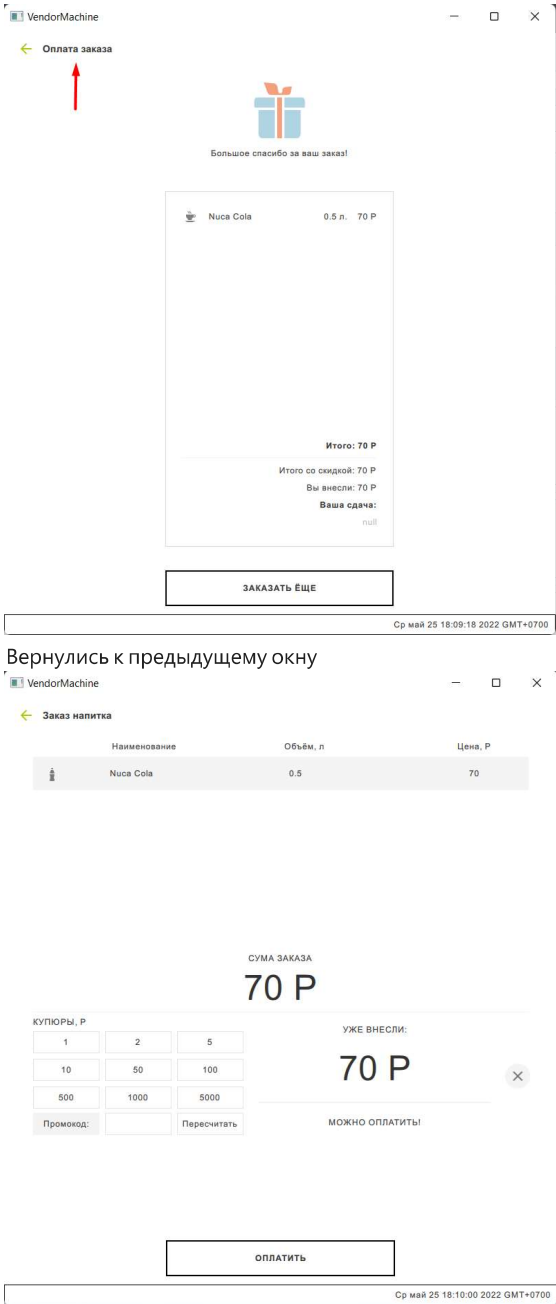 VendorMachine
Оплата заказа
Большое спасибо за ваш заказ!
Nuca Cola 0.5 л. 70 Р
Итого: 70 Р
Итого со скидкой: 70 Р
Вы внесли: 70 Р
Ваша сдача:
null
ЗАКАЗАТЬ ЁЩЕ
Ср май 25 18:09:18 2022 GMT+0700
Вернулись к предыдущему окну
VendorMachine
Заказ напитка
Наименование Объём, л Цена, Р
Nuca Cola 0.5 70
СУМА ЗАКАЗА
70 Р
КУПЮРЫ, Р
1 2 5
10 50 100
500 1000 5000
Промокод: Пересчитать
УЖЕ ВНЕСЛИ:
70 Р
МОЖНО ОПЛАТИТЬ!
ОПЛАТИТЬ
Ср май 25 18:10:00 2022 GMT+0700